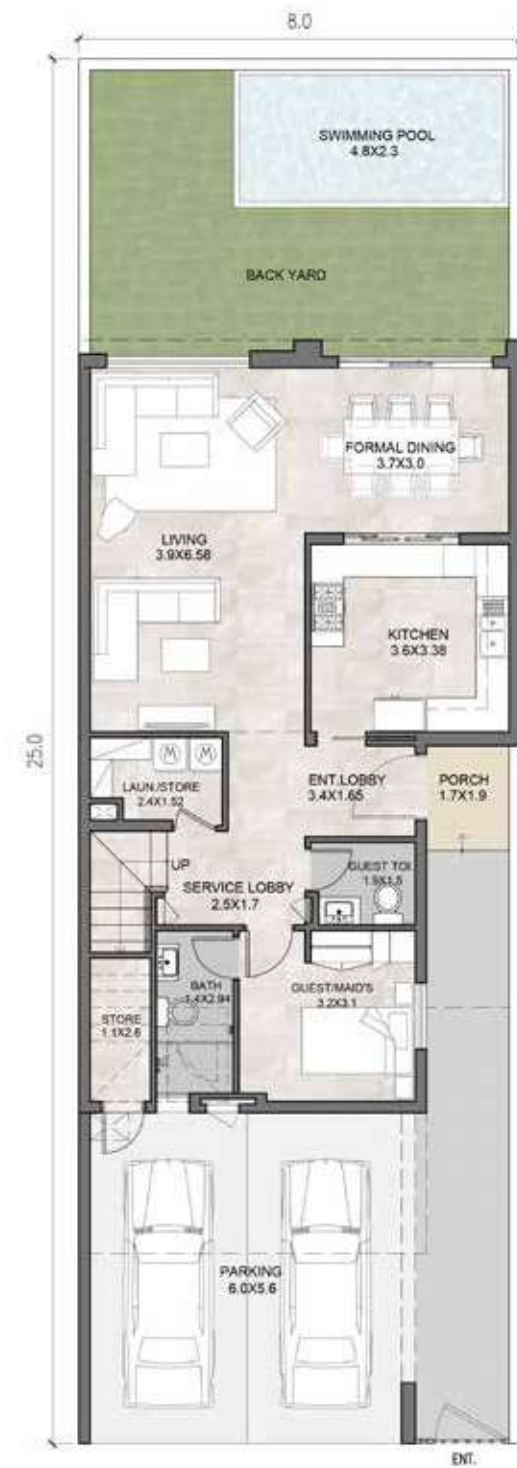 8.0
SWIMMING POOL
4.8X2.3
BACK YARD
FORMAL DINING
3.7X3.0
LIVING
3.9X6.58
KITCHEN
3.6X3.38
25.0
LAUN./STORE
2.4X1.52
M
M
ENT.LOBBY
3.4X1.65
PORCH
1.7X1.9
UP
GUEST TOI.
SERVICE LOBBY
2.5X1.7
BATH
1.4X2.94
GUEST/MAID'S
3.2X3.1
STORE
1.1X2.6
PARKING
6.0X5.6
ENT.